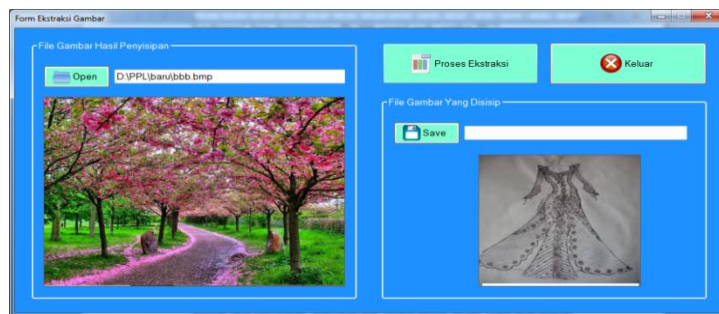 Form Ekstraksi Gambar
File Gambar Hasil Penyisipan
Open
D:\PPL\baru\bbb.bmp
Proses Ekstraksi
Keluar
File Gambar Yang Disisip
Save